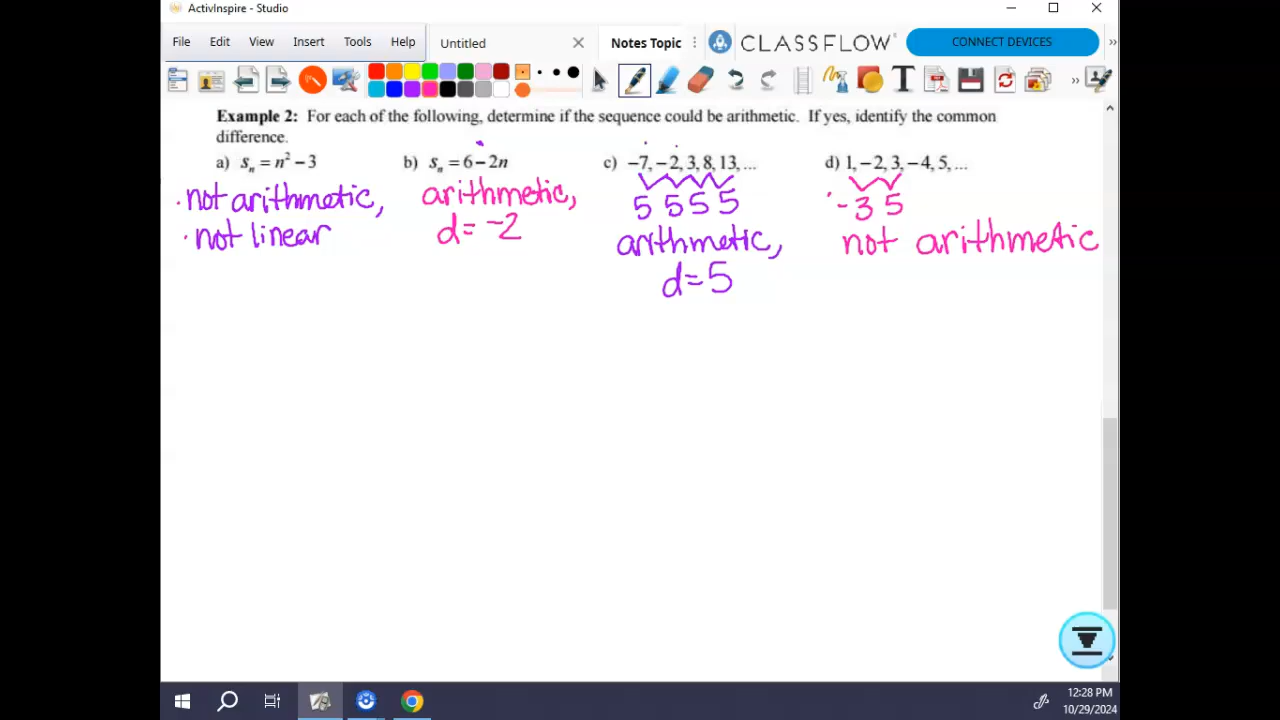 ActivInspire - Studio
File Edit View Insert Tools Help Untitled Notes Topic CLASSFLOW CONNECT DEVICES
Example 2: For each of the following, determine if the sequence could be arithmetic. If yes, identify the common
difference.
a) sₙ = n² − 3 b) sₙ = 6 − 2n c) −7, −2, 3, 8, 13, ... d) 1, −2, 3, −4, 5, ...
not arithmetic, arithmetic, 5 5 5 5 -3 5
not linear d = -2 arithmetic, not arithmetic
d=5
12:28 PM
10/29/2024